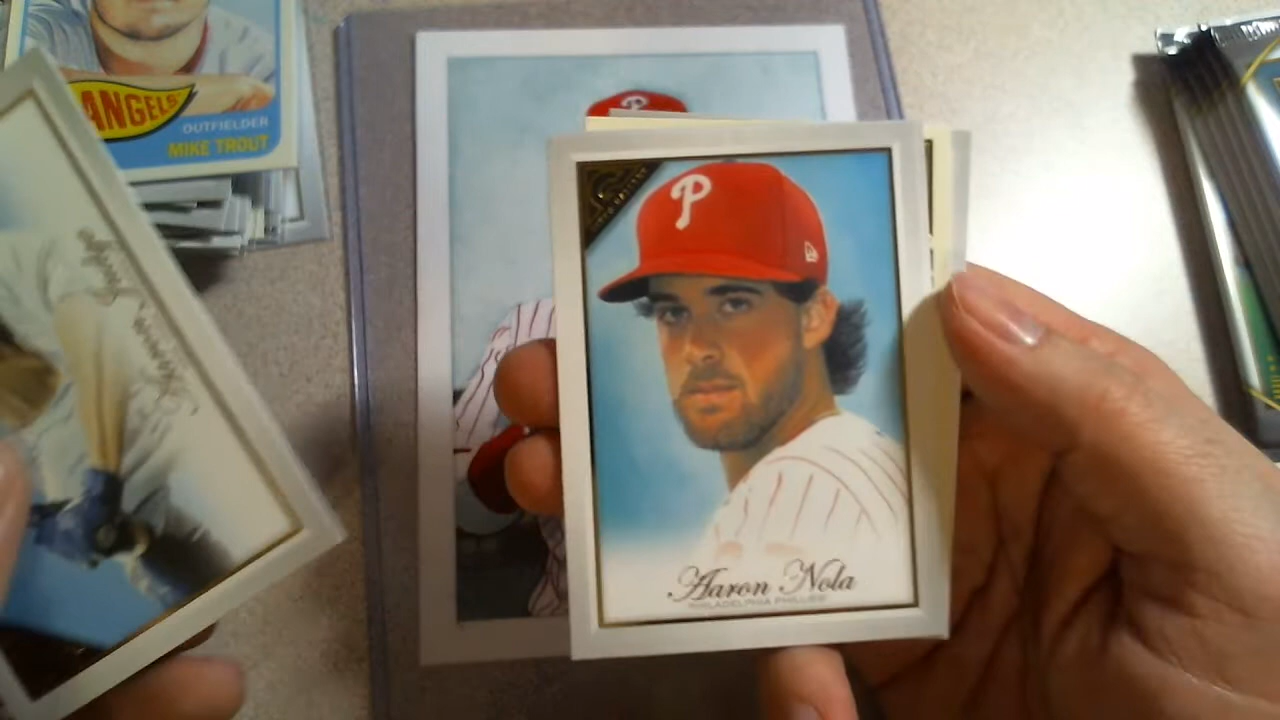 ANGELS
OUTFIELDER
MIKE TROUT
P
P
Aaron Nola
PHILADELPHIA PHILLIES